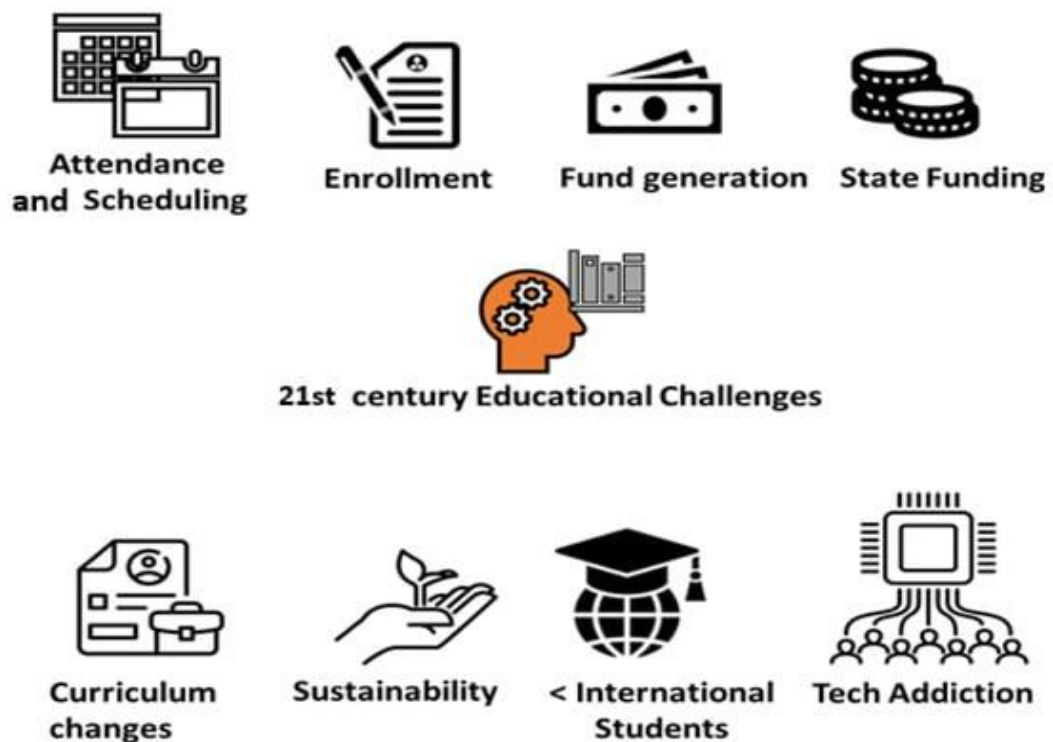 Attendance
and Scheduling
Enrollment
Fund generation
State Funding
21st century Educational Challenges
Curriculum
changes
Sustainability
< International
Students
Tech Addiction